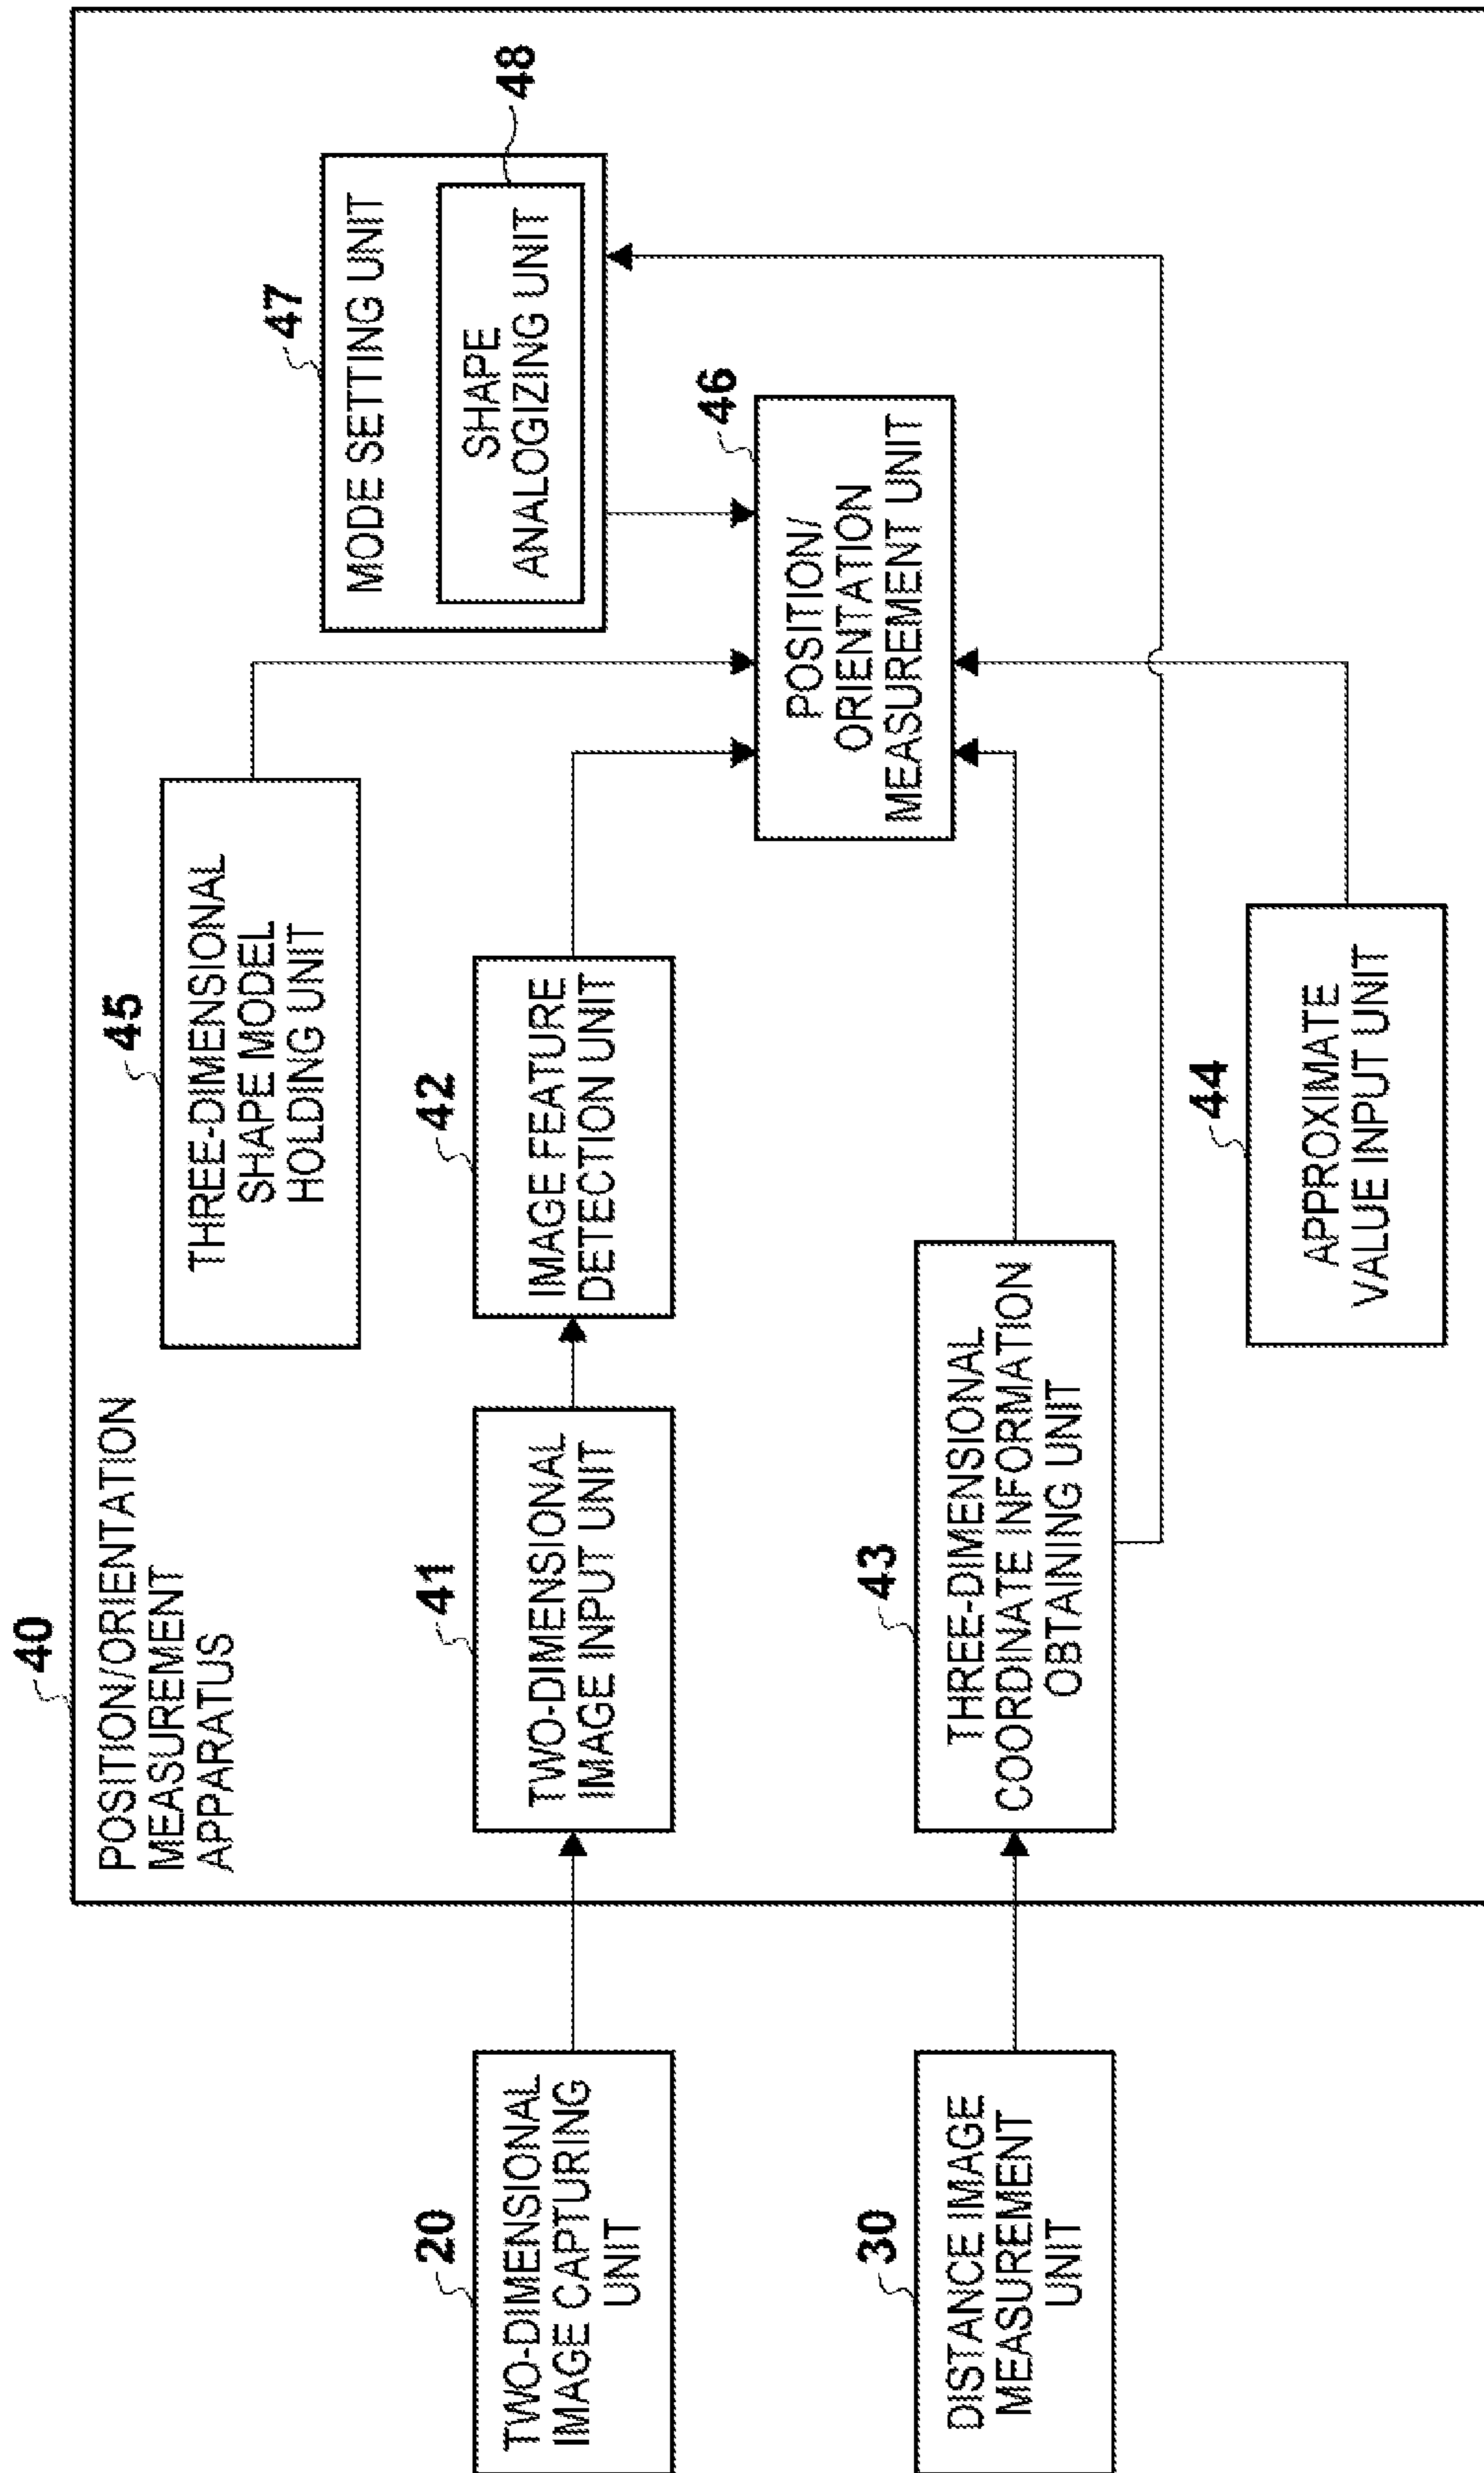 40
POSITION/ORIENTATION
MEASUREMENT
APPARATUS
45
THREE-DIMENSIONAL
SHAPE MODEL
HOLDING UNIT
47
MODE SETTING UNIT
48
SHAPE
ANALOGIZING UNIT
20
TWO-DIMENSIONAL
IMAGE CAPTURING
UNIT
41
TWO-DIMENSIONAL
IMAGE INPUT UNIT
42
IMAGE FEATURE
DETECTION UNIT
46
POSITION/
ORIENTATION
MEASUREMENT UNIT
30
DISTANCE IMAGE
MEASUREMENT
UNIT
43
THREE-DIMENSIONAL
COORDINATE INFORMATION
OBTAINING UNIT
44
APPROXIMATE
VALUE INPUT UNIT